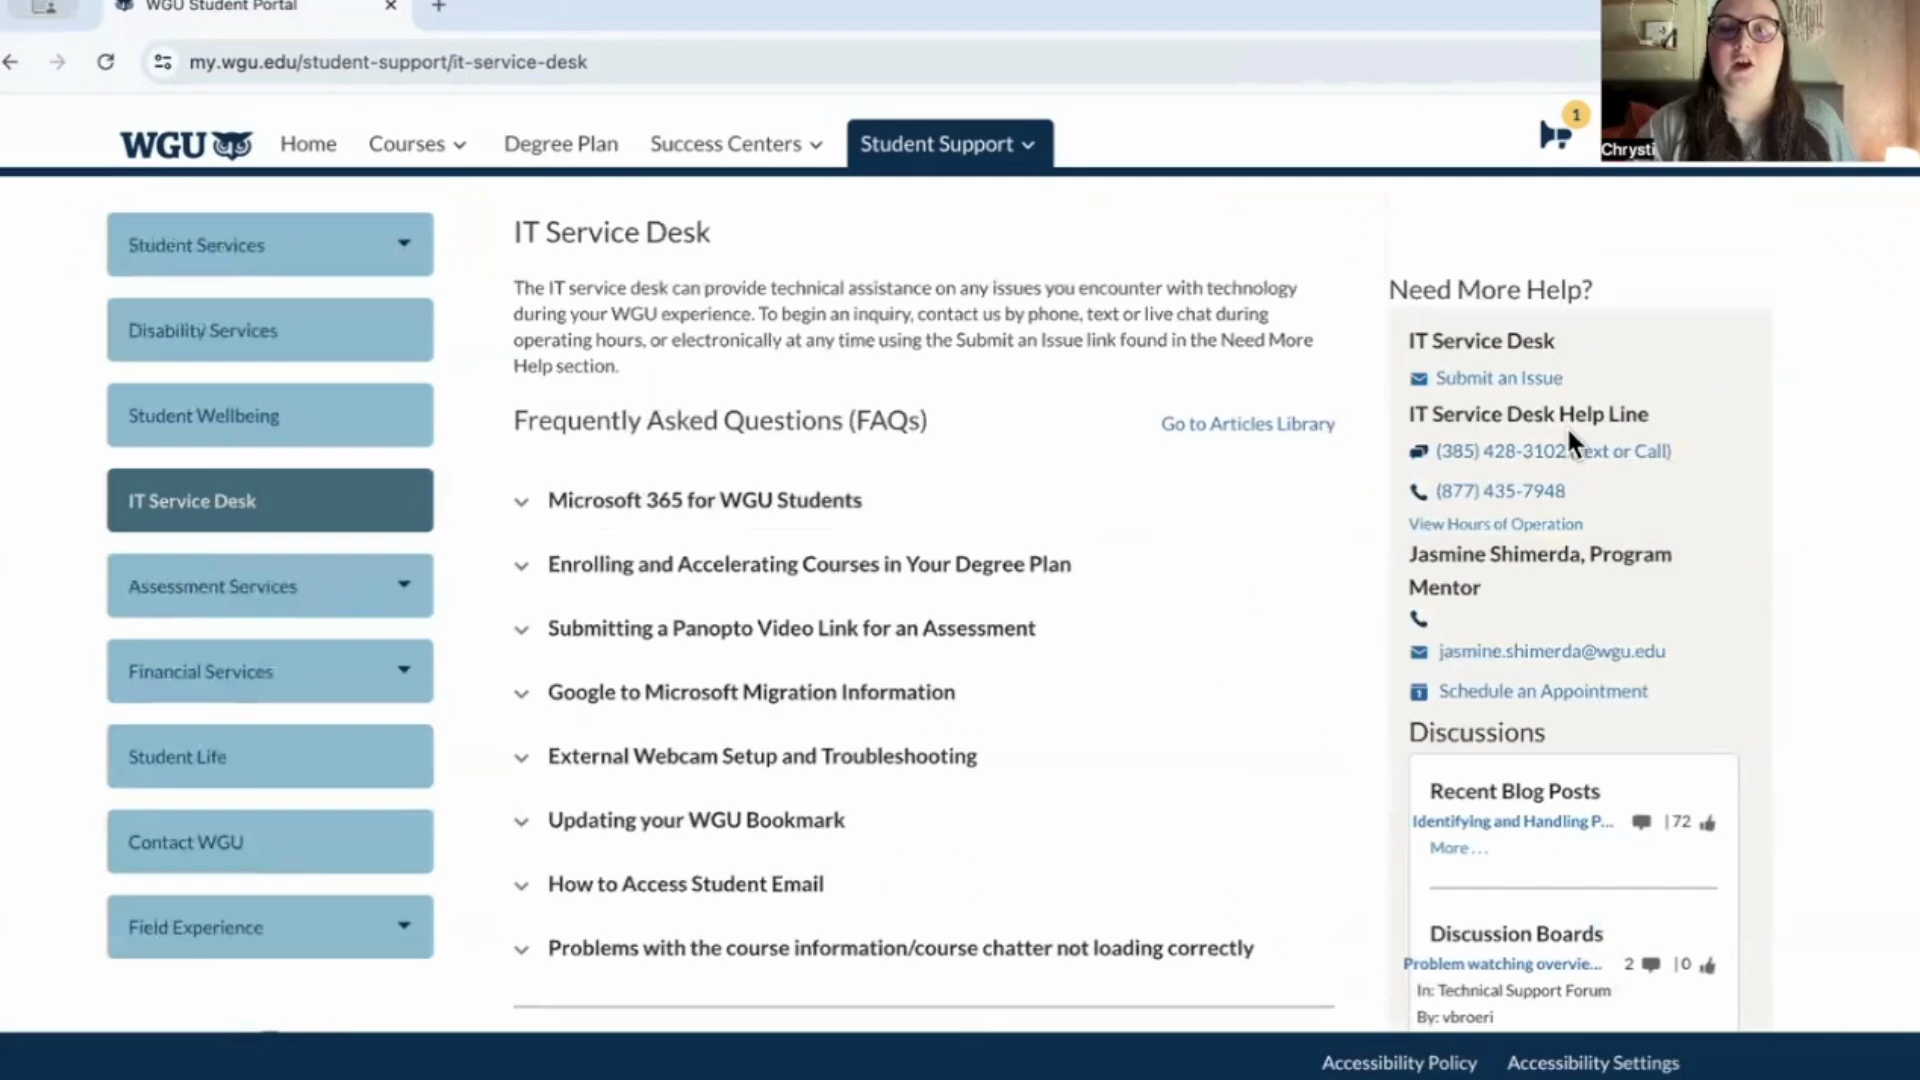 WGU Student Portal
my.wgu.edu/student-support/it-service-desk
WGU
Home
Courses
Degree Plan
Success Centers
Student Support
1
Chrysti
Student Services
Disability Services
Student Wellbeing
IT Service Desk
Assessment Services
Financial Services
Student Life
Contact WGU
Field Experience
IT Service Desk
The IT service desk can provide technical assistance on any issues you encounter with technology
during your WGU experience. To begin an inquiry, contact us by phone, text or live chat during
operating hours, or electronically at any time using the Submit an Issue link found in the Need More
Help section.
Frequently Asked Questions (FAQs)
Go to Articles Library
Microsoft 365 for WGU Students
Enrolling and Accelerating Courses in Your Degree Plan
Submitting a Panopto Video Link for an Assessment
Google to Microsoft Migration Information
External Webcam Setup and Troubleshooting
Updating your WGU Bookmark
How to Access Student Email
Problems with the course information/course chatter not loading correctly
Need More Help?
IT Service Desk
Submit an Issue
IT Service Desk Help Line
(385) 428-3102 or Call)
(877) 435-7948
View Hours of Operation
Jasmine Shimerda, Program
Mentor
jasmine.shimerda@wgu.edu
Schedule an Appointment
Discussions
Recent Blog Posts
Identifying and Handling P... |72
More...
Discussion Boards
Problem watching overvie... 2 |0
In: Technical Support Forum
By: vbroeri
Accessibility Policy
Accessibility Settings